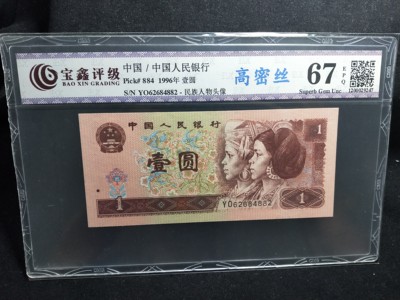 宝鑫评级
BAO XIN GRADING
中国 / 中国人民银行
Pick# 884 1996年 壹圆
S/N YO62684882 - 民族人物头像
高密丝
67
EPQ
Superb Gem Unc
中国人民银行
1
壹圆
YO62684882
1
1